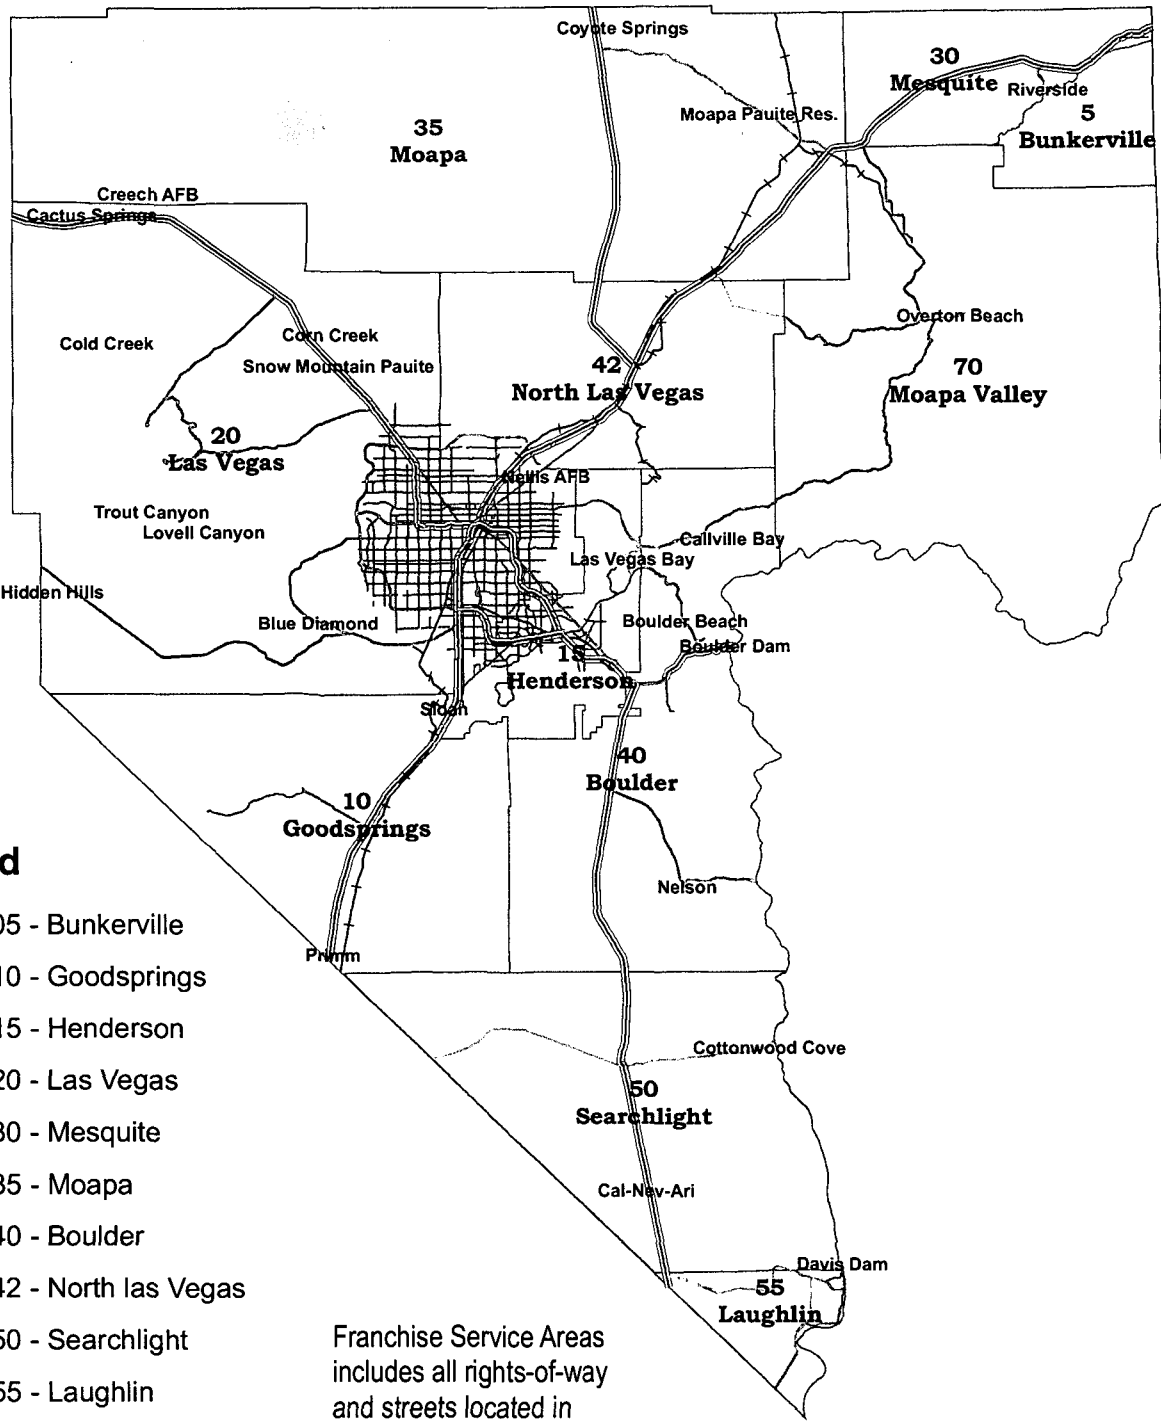 Coyote Springs
30
Mesquite
Riverside
5
Bunkerville
Moapa Pauite Res.
35
Moapa
Creech AFB
Cactus Springs
Overton Beach
Corn Creek
Cold Creek
Snow Mountain Pauite
42
North Las Vegas
70
Moapa Valley
20
Las Vegas
Nellis AFB
Trout Canyon
Lovell Canyon
Callville Bay
Las Vegas Bay
Hidden Hills
Blue Diamond
Boulder Beach
Boulder Dam
15
Henderson
Sloan
40
Boulder
10
Goodsprings
Nelson
Primm
Cottonwood Cove
50
Searchlight
Cal-Nev-Ari
Davis Dam
55
Laughlin
d
05 - Bunkerville
10 - Goodsprings
15 - Henderson
20 - Las Vegas
30 - Mesquite
35 - Moapa
40 - Boulder
42 - North las Vegas
50 - Searchlight
55 - Laughlin
Franchise Service Areas
includes all rights-of-way
and streets located in